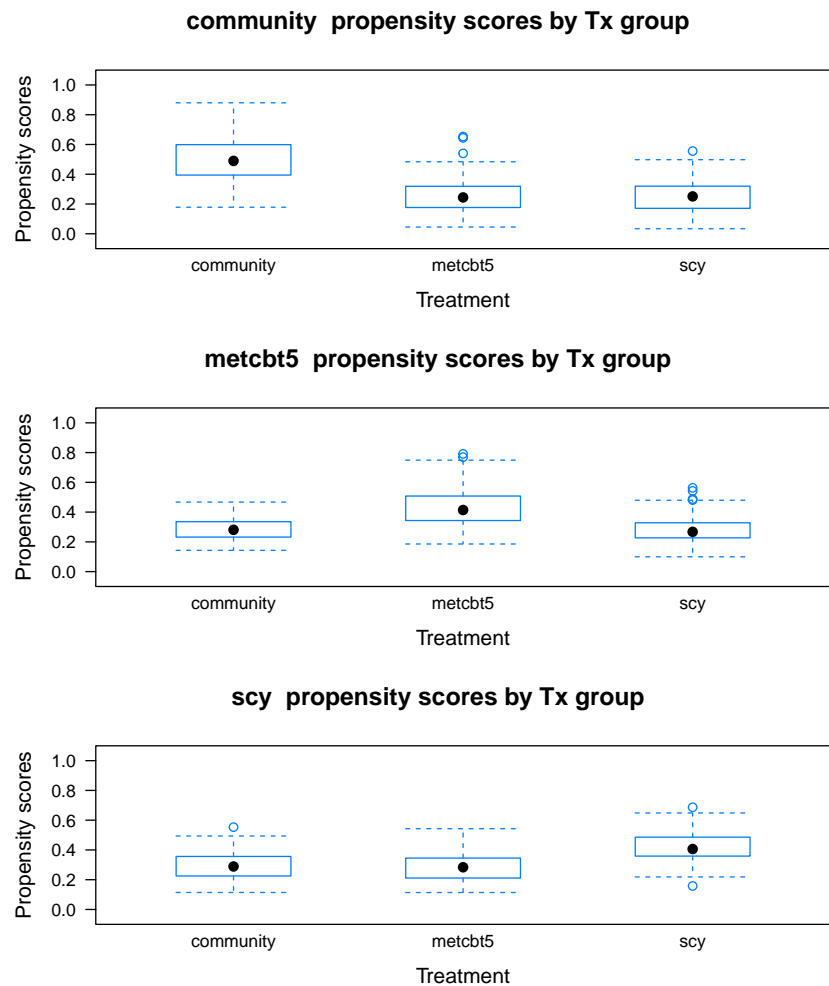 community  propensity scores by Tx group
Propensity scores
1.0
0.8
0.6
0.4
0.2
0.0
community metcbt5 scy
Treatment
metcbt5  propensity scores by Tx group
Propensity scores
1.0
0.8
0.6
0.4
0.2
0.0
community metcbt5 scy
Treatment
scy  propensity scores by Tx group
Propensity scores
1.0
0.8
0.6
0.4
0.2
0.0
community metcbt5 scy
Treatment